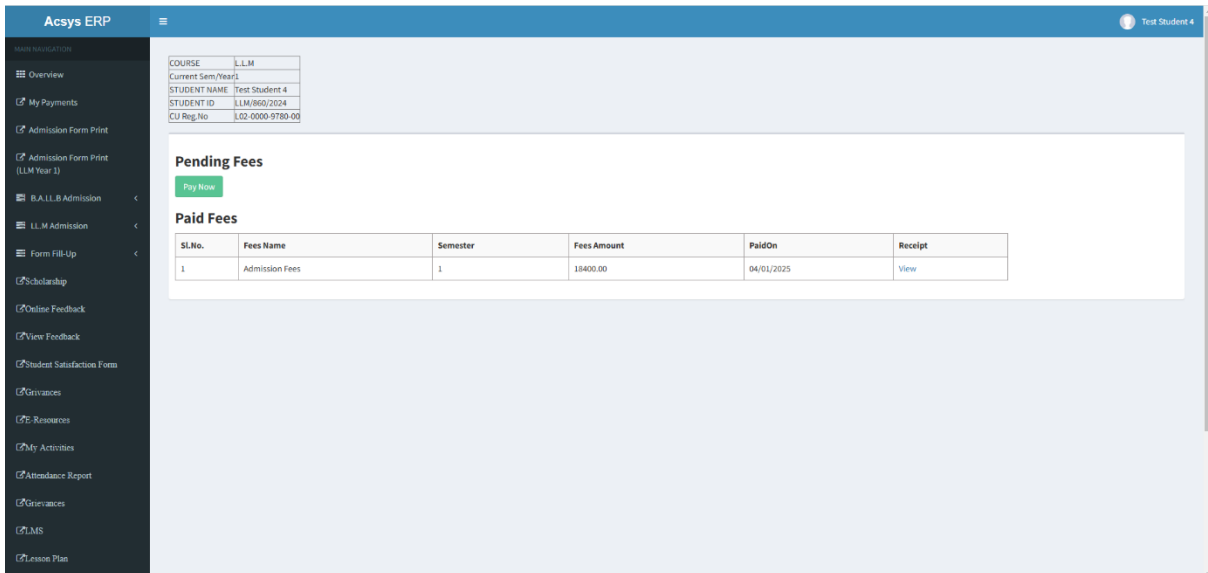 Acsys ERP
Test Student 4
MAIN NAVIGATION
Overview
My Payments
Admission Form Print
Admission Form Print
(LLM Year 1)
B.A.LL.B Admission
LL.M Admission
Form Fill-Up
Scholarship
Online Feedback
View Feedback
Student Satisfaction Form
Grivances
E-Resources
My Activities
Attendance Report
Grievances
LMS
Lesson Plan
COURSE L.L.M
Current Sem/Year 1
STUDENT NAME Test Student 4
STUDENT ID LLM/860/2024
CU Reg.No L02-0000-9780-00
Pending Fees
Pay Now
Paid Fees
Sl.No. Fees Name Semester Fees Amount PaidOn Receipt
1 Admission Fees 1 18400.00 04/01/2025 View